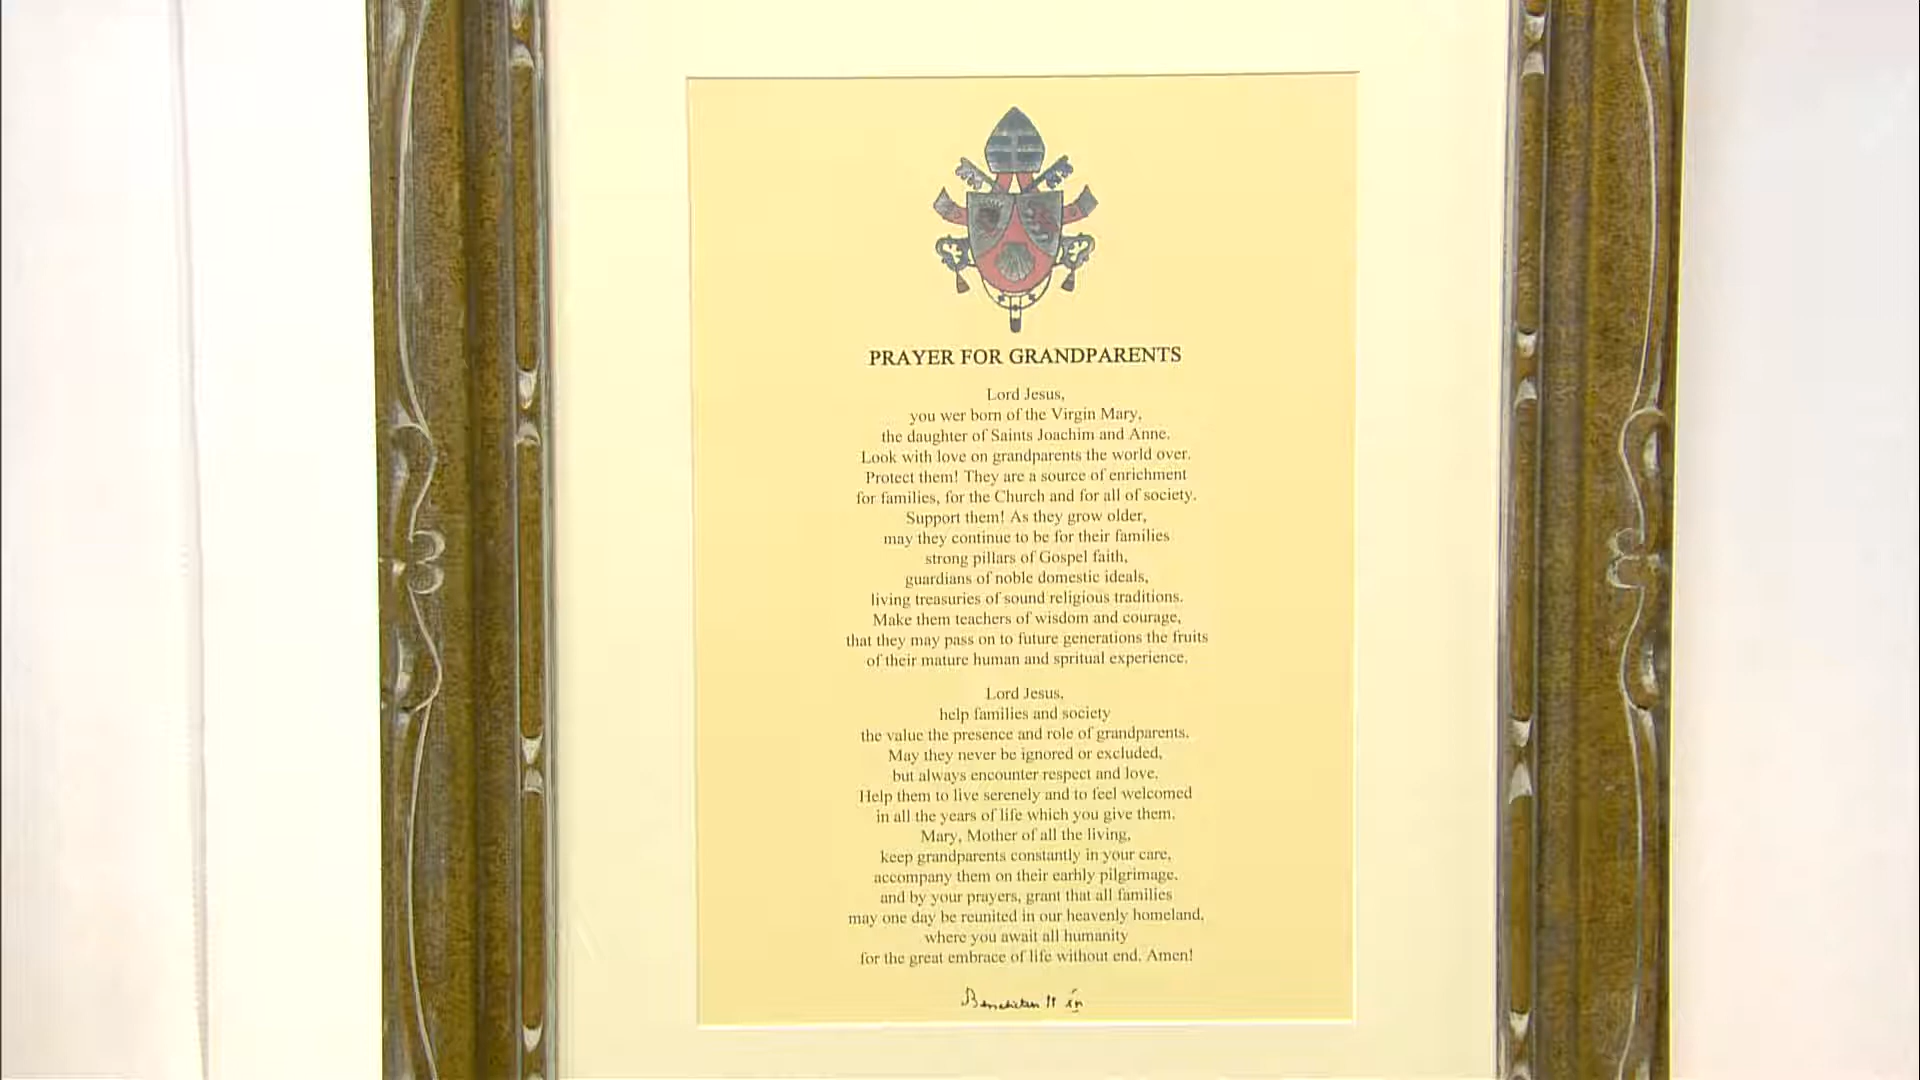 PRAYER FOR GRANDPARENTS
Lord Jesus,
you wer born of the Virgin Mary,
the daughter of Saints Joachim and Anne.
Look with love on grandparents the world over.
Protect them! They are a source of enrichment
for families, for the Church and for all of society.
Support them! As they grow older,
may they continue to be for their families
strong pillars of Gospel faith,
guardians of noble domestic ideals,
living treasuries of sound religious traditions.
Make them teachers of wisdom and courage,
that they may pass on to future generations the fruits
of their mature human and spritual experience.
Lord Jesus,
help families and society
the value the presence and role of grandparents.
May they never be ignored or excluded,
but always encounter respect and love.
Help them to live serenely and to feel welcomed
in all the years of life which you give them.
Mary, Mother of all the living,
keep grandparents constantly in your care,
accompany them on their earhly pilgrimage,
and by your prayers, grant that all families
may one day be reunited in our heavenly homeland,
where you await all humanity
for the great embrace of life without end. Amen!